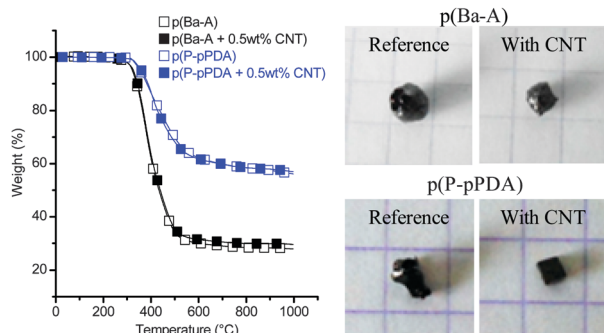 p(Ba-A)
p(Ba-A + 0.5wt% CNT)
p(P-pPDA)
p(P-pPDA + 0.5wt% CNT)
100
80
60
40
20
Weight (%)
0 200 400 600 800 1000
Temperature (°C)
p(Ba-A)
Reference With CNT
p(P-pPDA)
Reference With CNT